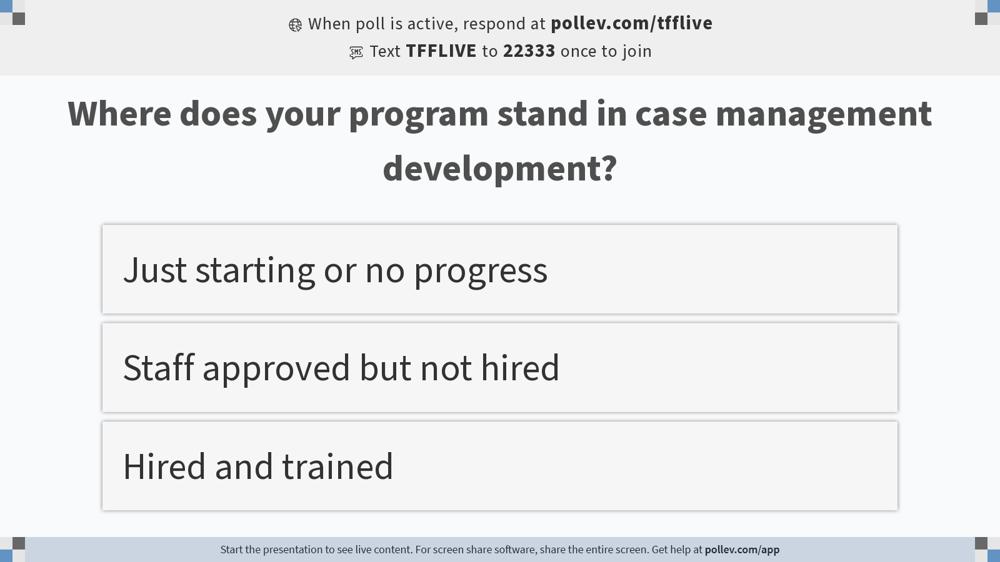 When poll is active, respond at pollev.com/tfflive
SMS Text TFFLIVE to 22333 once to join
Where does your program stand in case management
development?
Just starting or no progress
Staff approved but not hired
Hired and trained
Start the presentation to see live content. For screen share software, share the entire screen. Get help at pollev.com/app